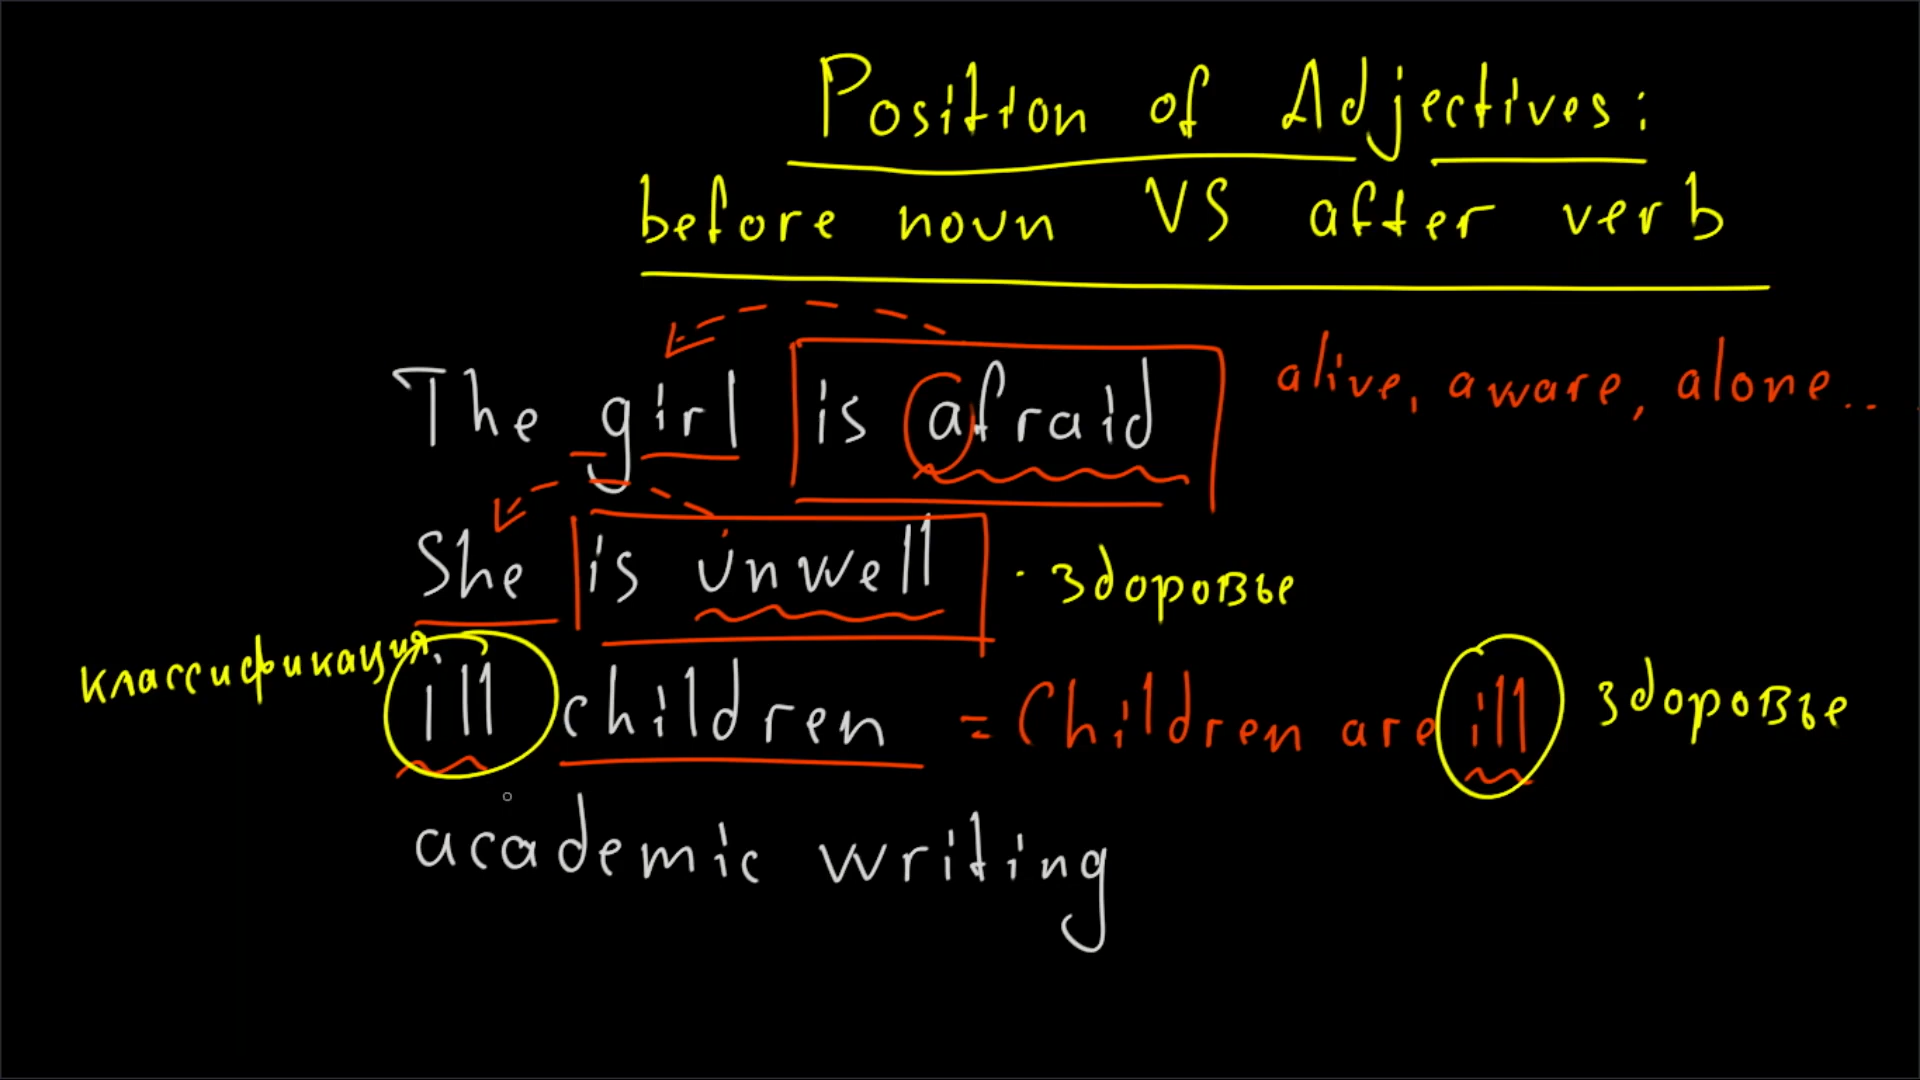 Position of Adjectives:
before noun VS after verb
The girl is afraid alive, aware, alone..
She is unwell · здоровье
классификация ill children = Children are ill здоровье
academic writing